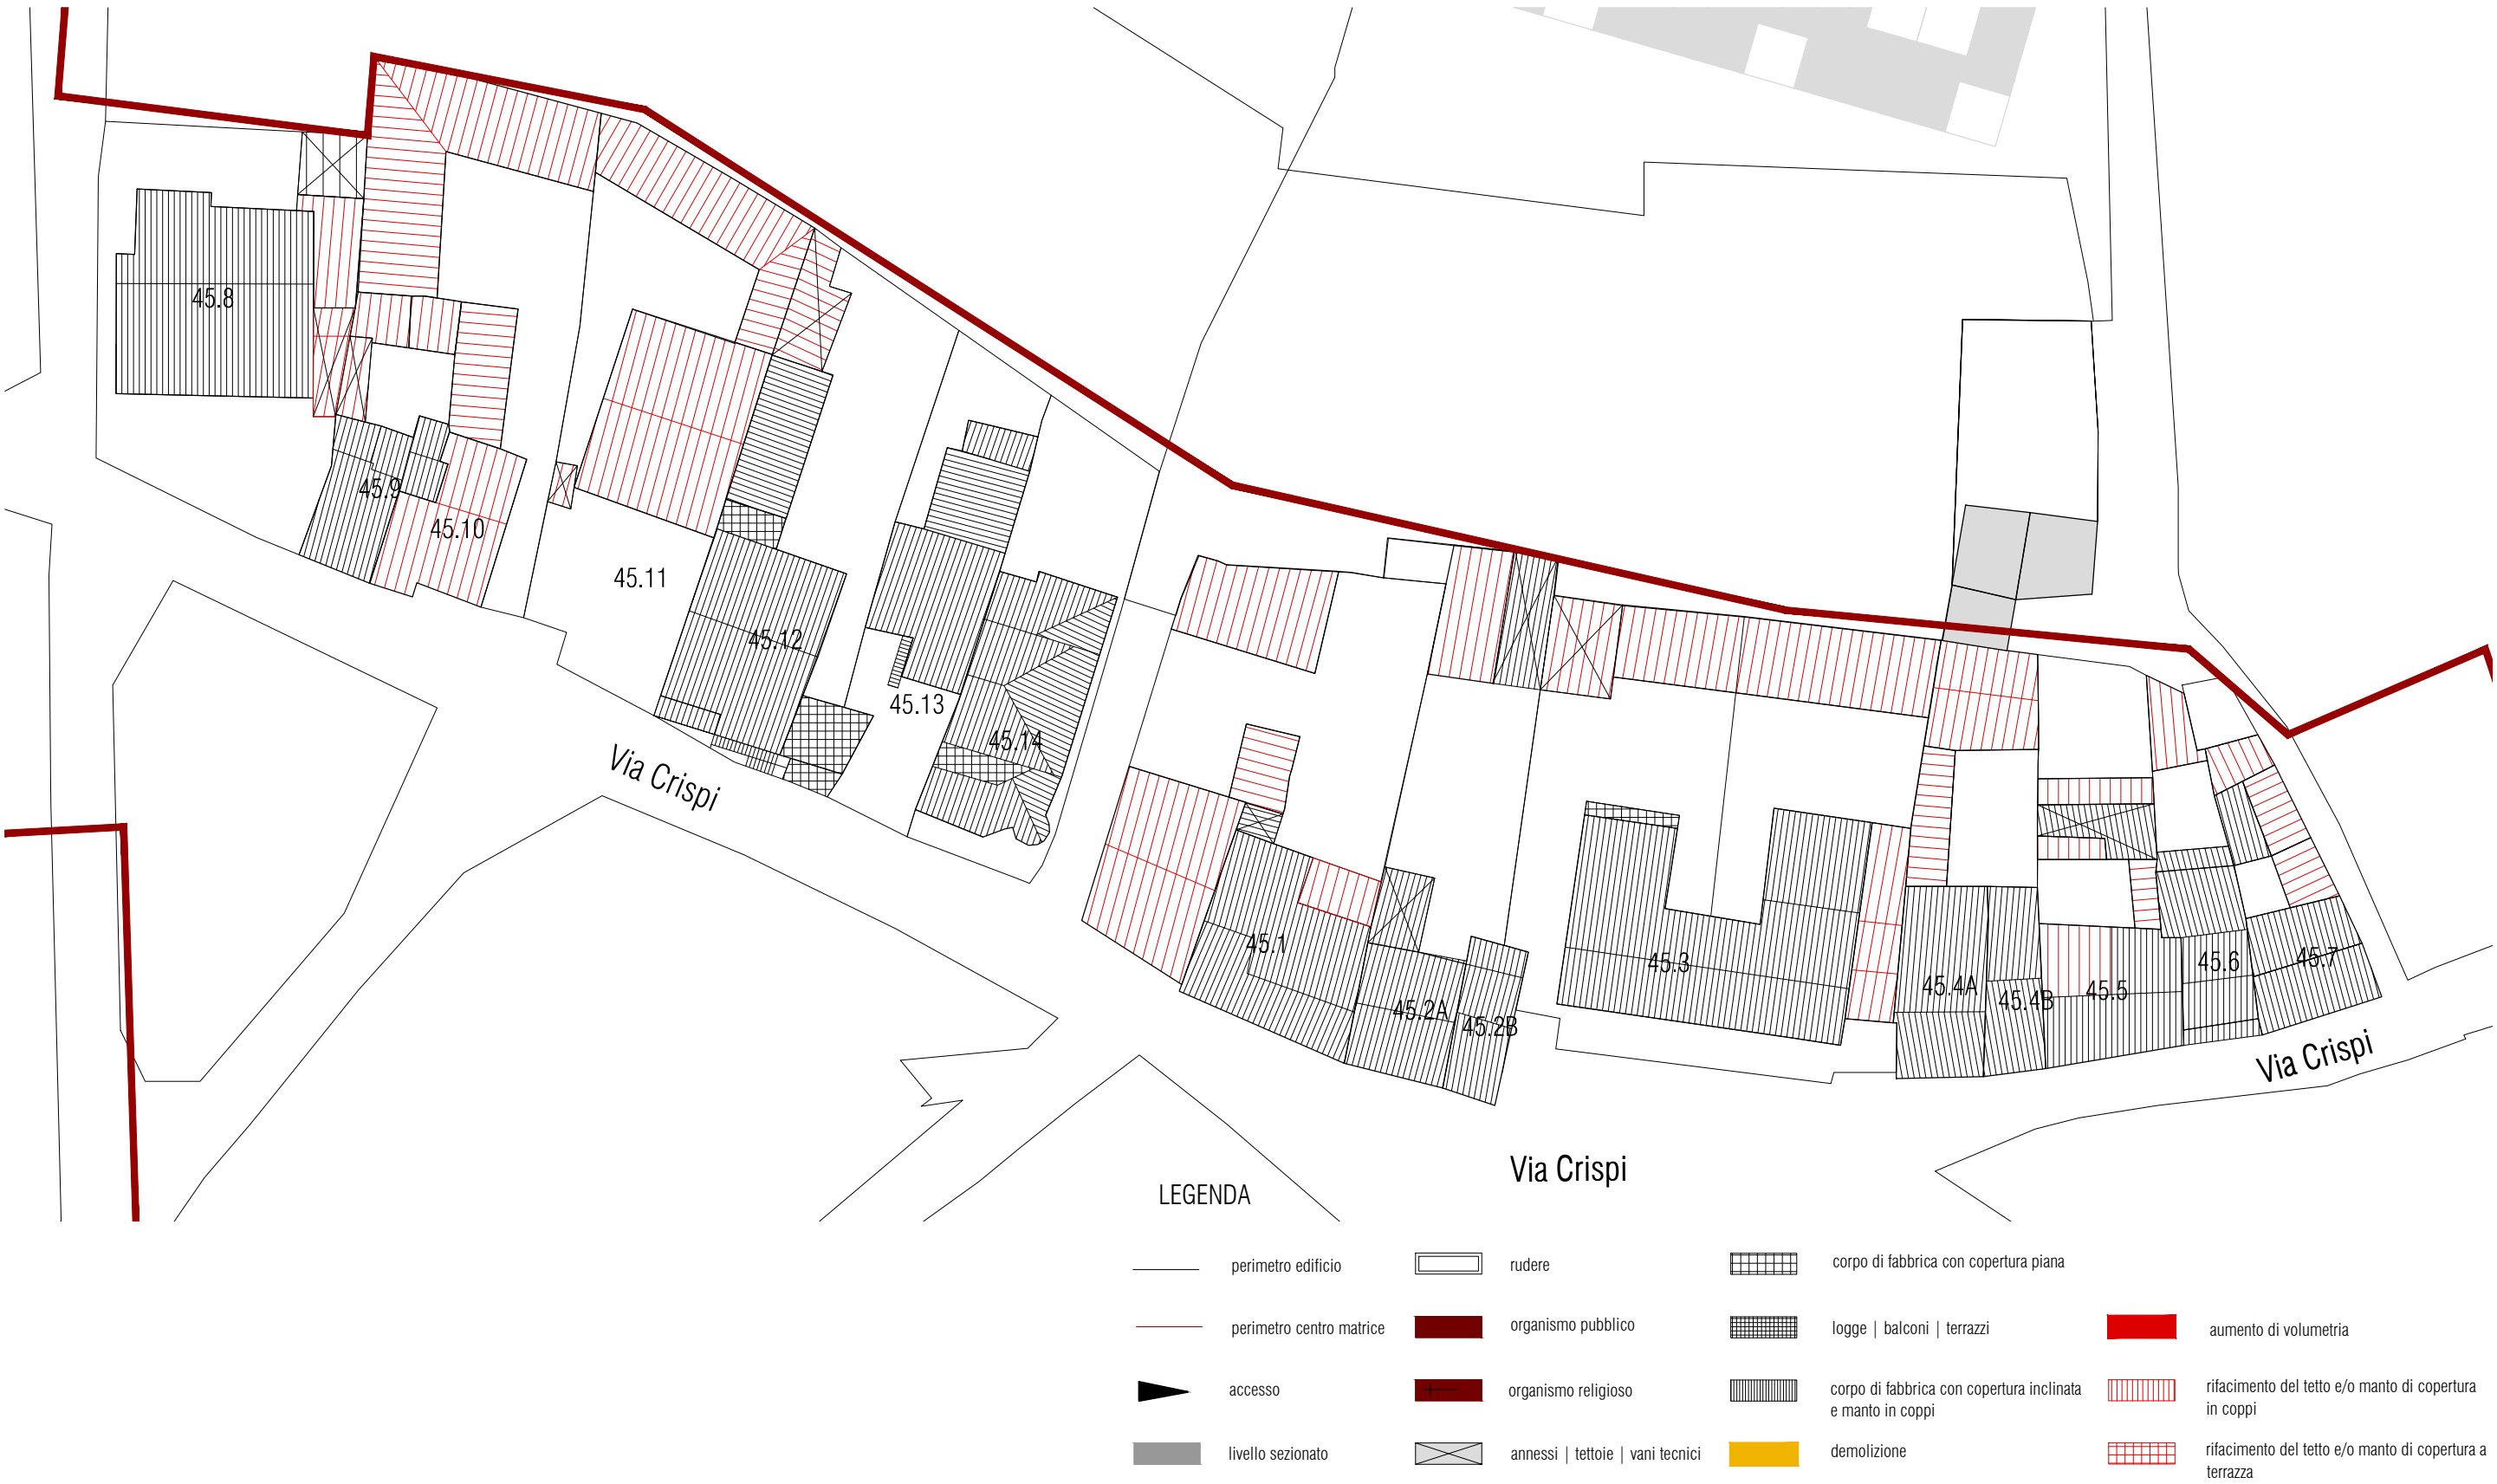 45.8
45.9
45.10
45.11
45.12
45.13
45.14
Via Crispi
45.1
45.2A
45.2B
45.3
45.4A
45.4B
45.5
45.6
45.7
Via Crispi
Via Crispi
LEGENDA
perimetro edificio
perimetro centro matrice
accesso
livello sezionato
rudere
organismo pubblico
organismo religioso
annessi | tettoie | vani tecnici
corpo di fabbrica con copertura piana
logge | balconi | terrazzi
corpo di fabbrica con copertura inclinata
e manto in coppi
demolizione
aumento di volumetria
rifacimento del tetto e/o manto di copertura
in coppi
rifacimento del tetto e/o manto di copertura a
terrazza